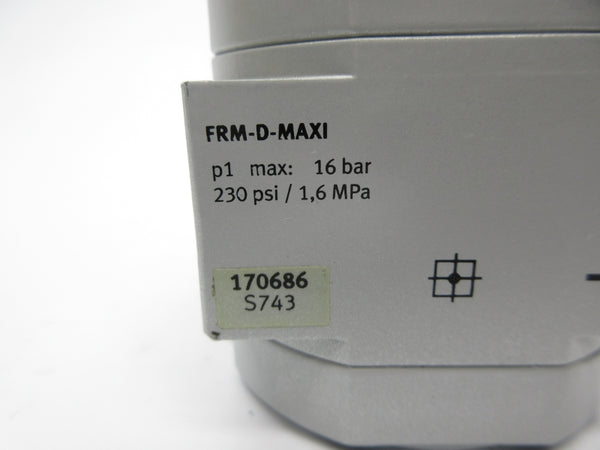 FRM-D-MAXI
p1 max: 16 bar
230 psi / 1,6 MPa
170686
S743